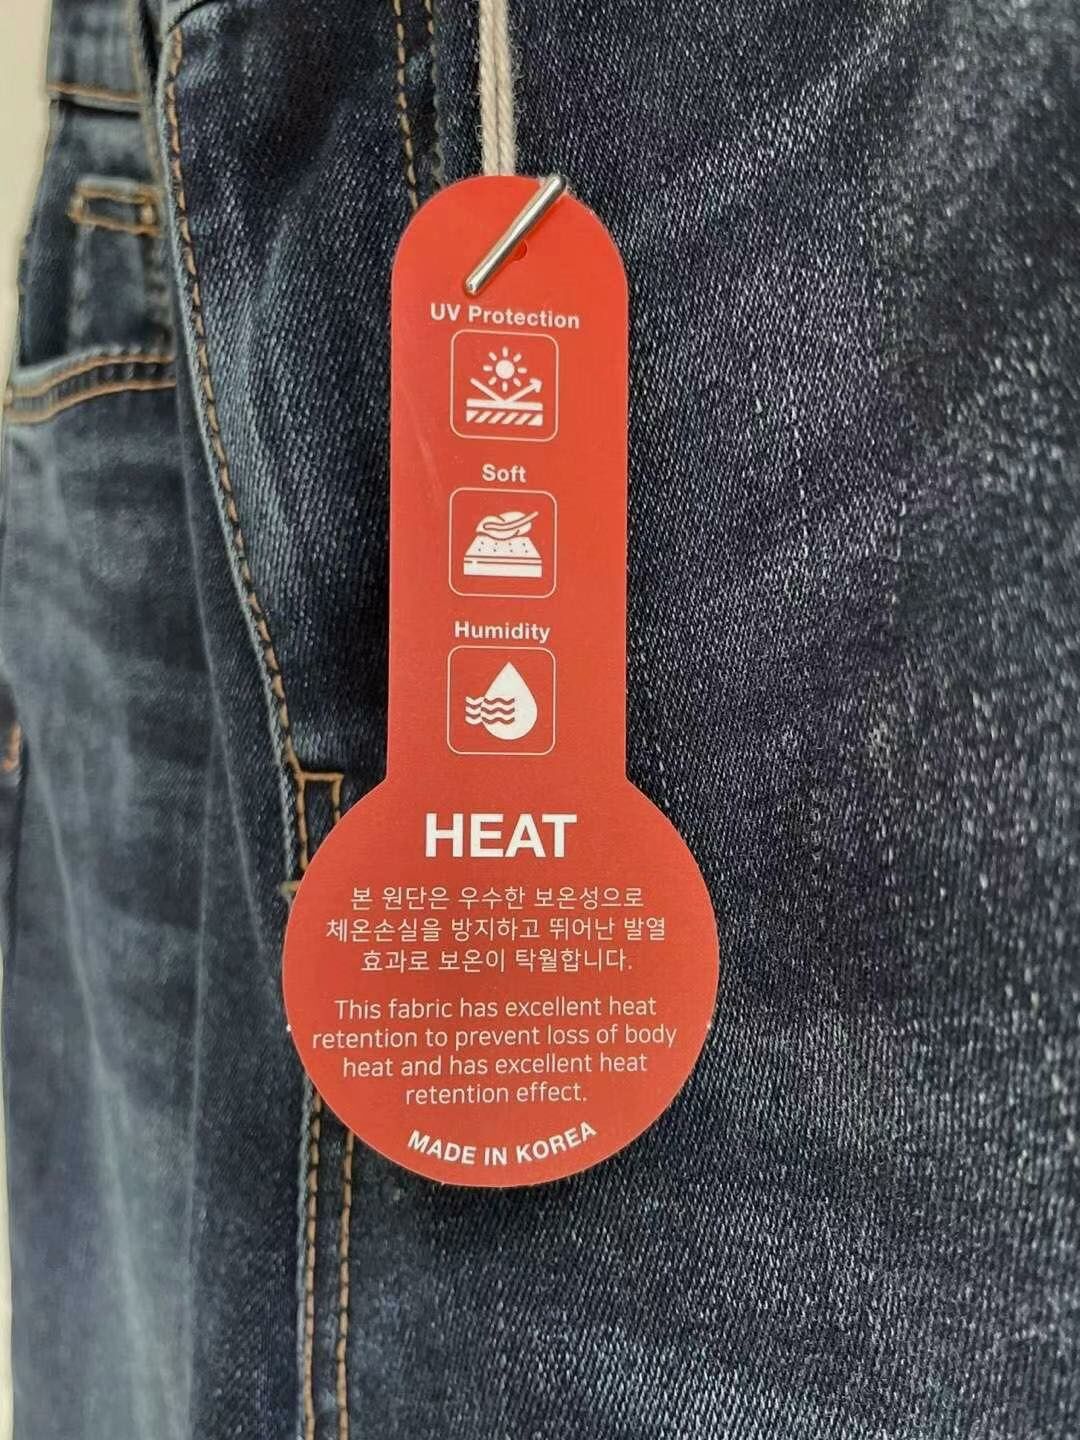 UV Protection
Soft
Humidity
HEAT
본 원단은 우수한 보온성으로
체온손실을 방지하고 뛰어난 발열
효과로 보온이 탁월합니다.
This fabric has excellent heat
retention to prevent loss of body
heat and has excellent heat
retention effect.
MADE IN KOREA